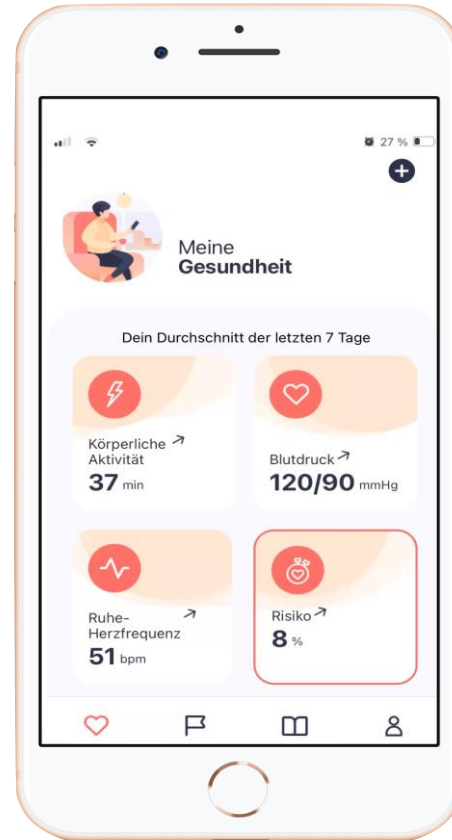 27 %
Meine
Gesundheit
Dein Durchschnitt der letzten 7 Tage
Körperliche
Aktivität
37 min
Blutdruck
120/90 mmHg
Ruhe-
Herzfrequenz
51 bpm
Risiko
8 %